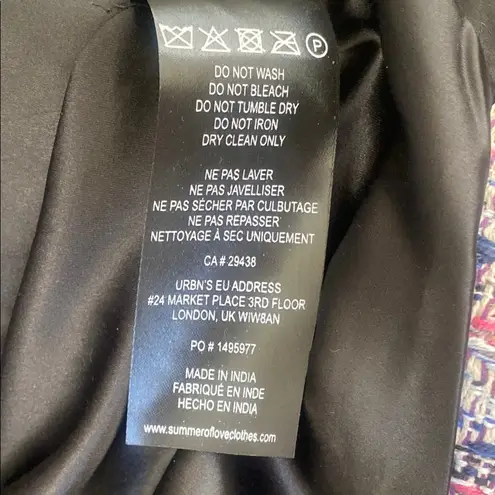 P
DO NOT WASH
DO NOT BLEACH
DO NOT TUMBLE DRY
DO NOT IRON
DRY CLEAN ONLY
NE PAS LAVER
NE PAS JAVELLISER
NE PAS SÉCHER PAR CULBUTAGE
NE PAS REPASSER
NETTOYAGE À SEC UNIQUEMENT
CA # 29438
URBN'S EU ADDRESS
#24 MARKET PLACE 3RD FLOOR
LONDON, UK WIW8AN
PO # 1495977
MADE IN INDIA
FABRIQUÉ EN INDE
HECHO EN INDIA
www.summerofloveclothes.com